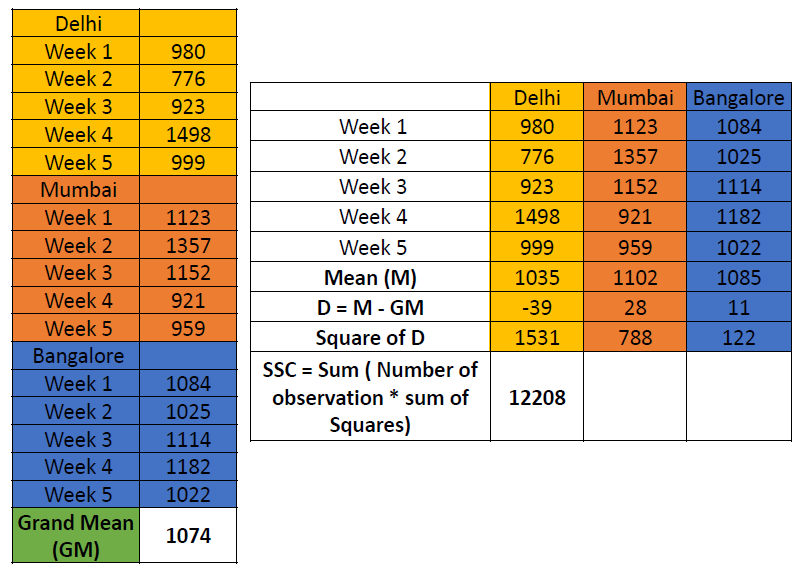 Delhi
Week 1 980
Week 2 776
Week 3 923
Week 4 1498
Week 5 999
Mumbai
Week 1 1123
Week 2 1357
Week 3 1152
Week 4 921
Week 5 959
Bangalore
Week 1 1084
Week 2 1025
Week 3 1114
Week 4 1182
Week 5 1022
Grand Mean
(GM) 1074
Delhi Mumbai Bangalore
Week 1 980 1123 1084
Week 2 776 1357 1025
Week 3 923 1152 1114
Week 4 1498 921 1182
Week 5 999 959 1022
Mean (M) 1035 1102 1085
D = M - GM -39 28 11
Square of D 1531 788 122
SSC = Sum ( Number of
observation * sum of 12208
Squares)